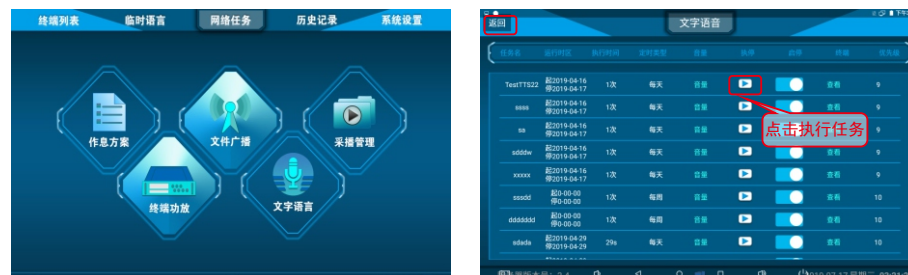 终端列表 临时语言 网络任务 历史记录 系统设置
作息方案 文件广播 采播管理
终端功放 文字语言
返回 文字语音
任务名 运行时区 执行时间 定时类型 音量 执停 启停 终端 优先级
TestTTS22 起2019-04-16 停2019-04-17 1次 每天 音量 查看 9
ssss 起2019-04-16 停2019-04-17 1次 每天 音量 查看 9
点击执行任务
ss 起2019-04-16 停2019-04-17 1次 每天 音量 查看 9
sdddw 起2019-04-16 停2019-04-17 1次 每天 音量 查看 9
xxxxx 起2019-04-16 停2019-04-17 1次 每天 音量 查看 9
sssdd 起0-00-00 停0-00-00 1次 每周 音量 查看 10
ddddddd 起0-00-00 停0-00-00 1次 每周 音量 查看 10
sdada 起2019-04-29 停2019-04-29 29s 每天 音量 查看 10